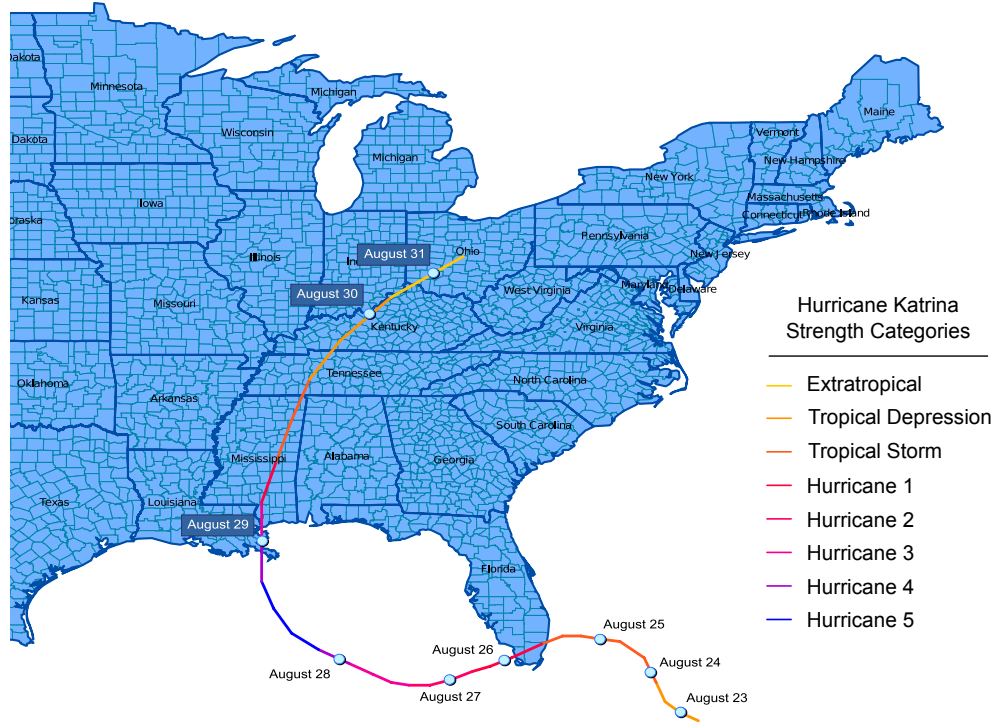 Dakota
Minnesota
Michigan
Maine
Wisconsin
Vermont
Dakota
New Hampshire
Michigan
New York
Massachusetts
Iowa
Connecticut
Rhode Island
braska
Pennsylvania
August 31
Ohio
Illinois
Ind
New Jersey
Maryland
Delaware
West Virginia
August 30
Kansas
Missouri
Kentucky
Virginia
Hurricane Katrina
Strength Categories
Tennessee
North Carolina
Oklahoma
Extratropical
Arkansas
Tropical Depression
South Carolina
Tropical Storm
Mississippi
Alabama
Georgia
Hurricane 1
Texas
Louisiana
Hurricane 2
August 29
Hurricane 3
Florida
Hurricane 4
Hurricane 5
August 25
August 26
August 24
August 28
August 27
August 23